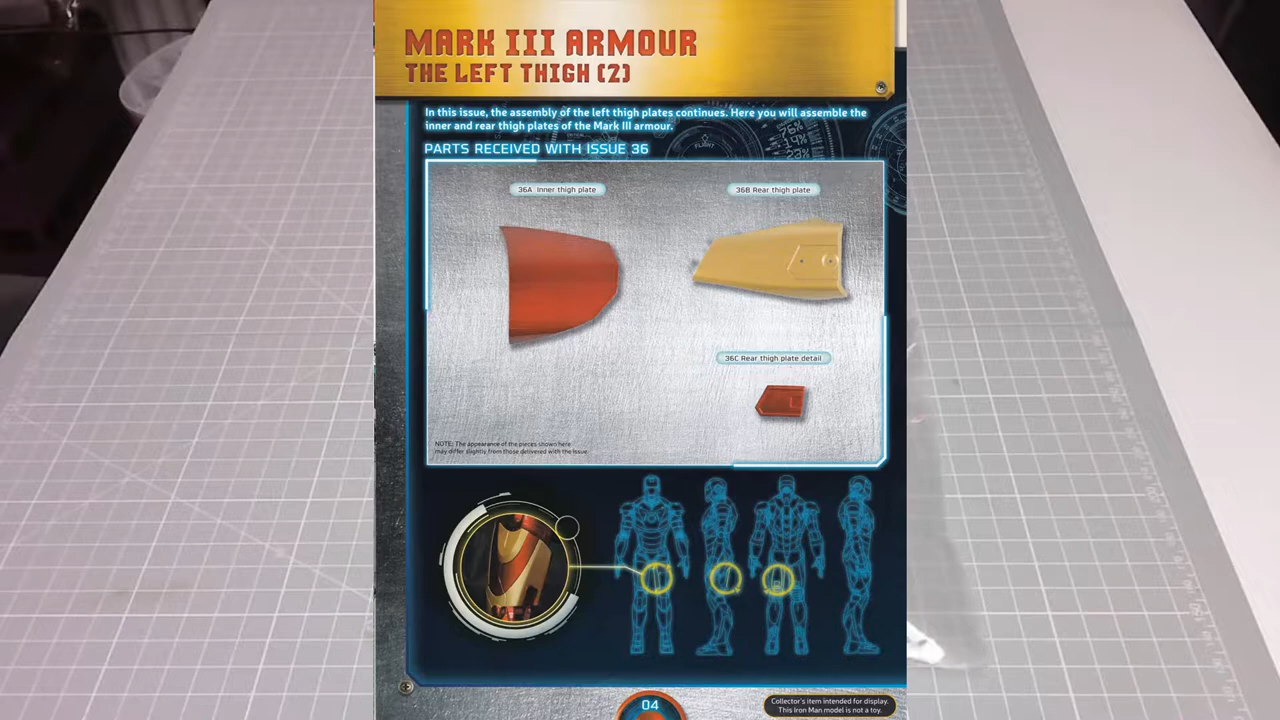 MARK III ARMOUR
THE LEFT THIGH (2)
In this issue, the assembly of the left thigh plates continues. Here you will assemble the
inner and rear thigh plates of the Mark III armour.
FLIGHT
76%
14%
23%
PARTS RECEIVED WITH ISSUE 36
36A Inner thigh plate
36B Rear thigh plate
36C Rear thigh plate detail
L
NOTE: The appearance of the pieces shown here
may differ slightly from those delivered with the issue.
04
Collector's item intended for display.
This Iron Man model is not a toy.